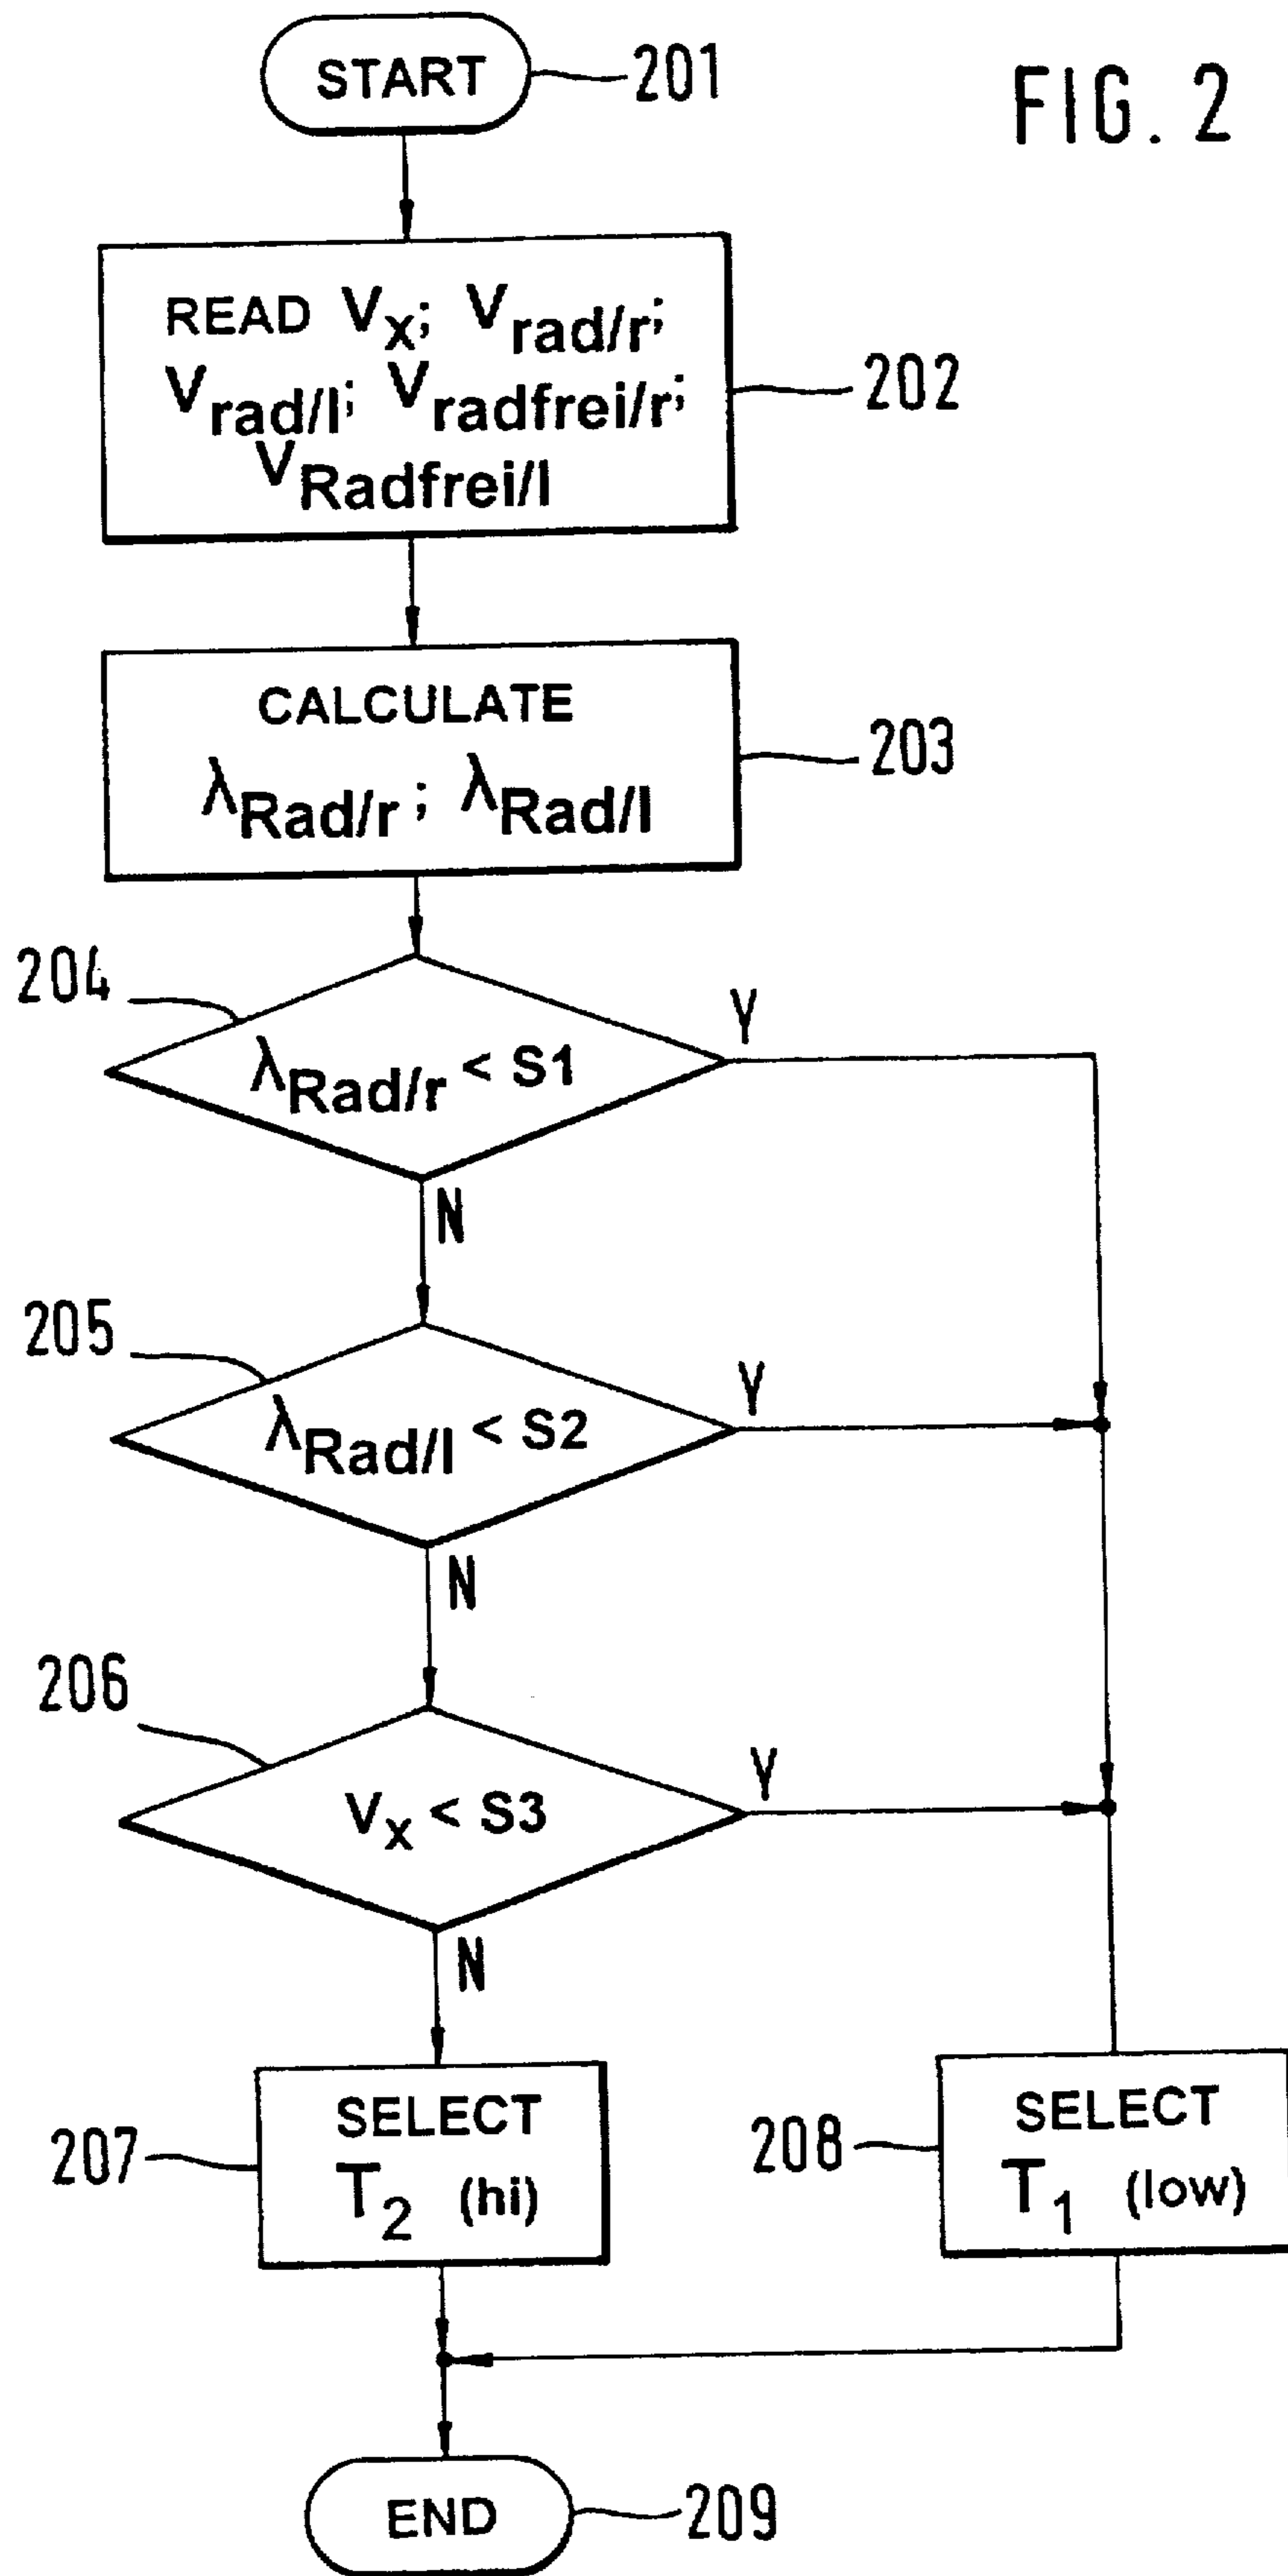 FIG. 2
START
201
READ Vx; Vrad/r;
Vrad/l; Vradfrei/r;
VRadfrei/l
202
CALCULATE
λRad/r; λRad/l
203
204
λRad/r < S1
Y
N
205
λRad/l < S2
Y
N
206
Vx < S3
Y
N
207
SELECT
T2 (hi)
208
SELECT
T1 (low)
END
209